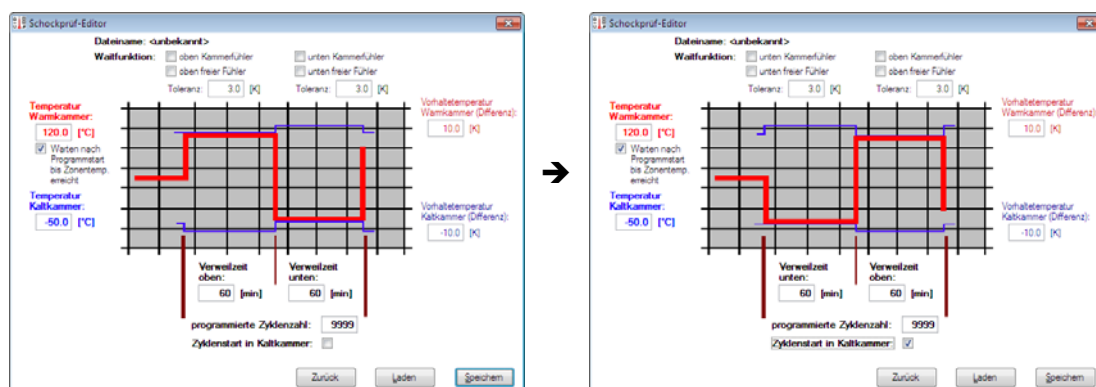 Schockprüf-Editor
Dateiname: <unbekannt>
Waitfunktion: oben Kammerfühler unten Kammerfühler
oben freier Fühler unten freier Fühler
Toleranz: 3.0 [K] Toleranz: 3.0 [K]
Temperatur
Warmkammer:
120.0 [°C]
Warten nach
Programmstart
bis Zonentemp.
erreicht
Temperatur
Kaltkammer:
-50.0 [°C]
Vorhaltetemperatur
Warmkammer (Differenz):
10.0 [K]
Vorhaltetemperatur
Kaltkammer (Differenz):
-10.0 [K]
Verweilzeit
oben:
60 [min]
Verweilzeit
unten:
60 [min]
programmierte Zyklenzahl: 9999
Zyklenstart in Kaltkammer:
Zurück Laden Speichern
Schockprüf-Editor
Dateiname: <unbekannt>
Waitfunktion: unten Kammerfühler oben Kammerfühler
unten freier Fühler oben freier Fühler
Toleranz: 3.0 [K] Toleranz: 3.0 [K]
Temperatur
Warmkammer:
120.0 [°C]
Warten nach
Programmstart
bis Zonentemp.
erreicht
Temperatur
Kaltkammer:
-50.0 [°C]
Vorhaltetemperatur
Warmkammer (Differenz):
10.0 [K]
Vorhaltetemperatur
Kaltkammer (Differenz):
-10.0 [K]
Verweilzeit
unten:
60 [min]
Verweilzeit
oben:
60 [min]
programmierte Zyklenzahl: 9999
Zyklenstart in Kaltkammer:
Zurück Laden Speichern